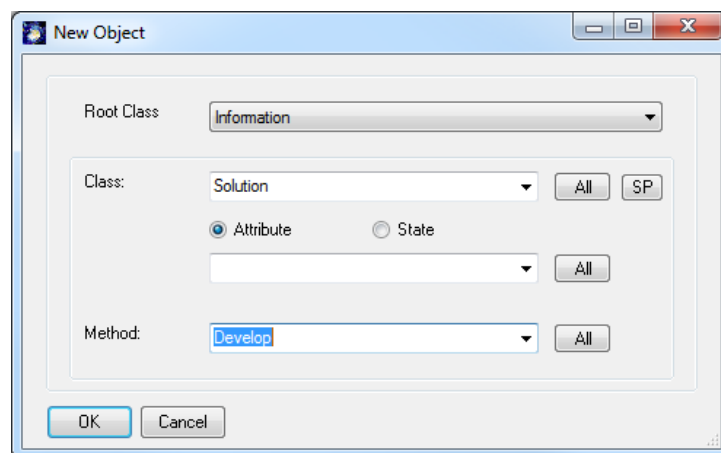 New Object
Root Class Information
Class: Solution All SP
Attribute State
All
Method: Develop All
OK Cancel